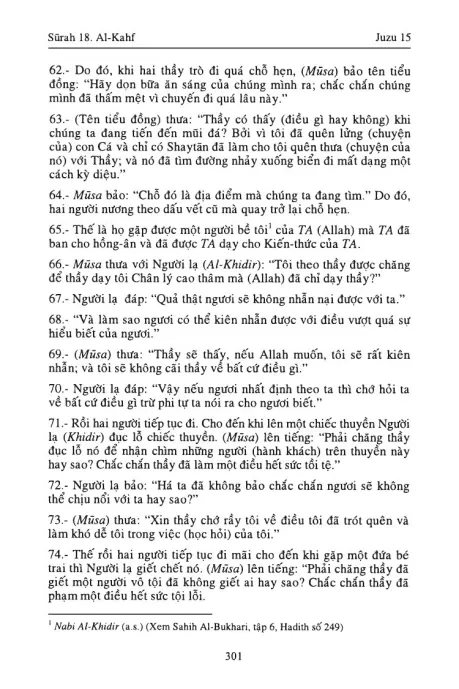 Sūrah 18. Al-Kahf
Juzu 15
62.- Do đó, khi hai thầy trò đi quá chỗ hẹn, (Mūsa) bảo tên tiểu
đồng: “Hãy dọn bữa ăn sáng của chúng mình ra; chắc chắn chúng
mình đã thấm mệt vì chuyến đi quá lâu này.”
63.- (Tên tiểu đồng) thưa: “Thầy có thấy (điều gì hay không) khi
chúng ta đang tiến đến mũi đá? Bởi vì tôi đã quên lửng (chuyện
của) con Cá và chỉ có Shaytān đã làm cho tôi quên thưa (chuyện của
nó) với Thầy; và nó đã tìm đường nhảy xuống biển đi mất dạng một
cách kỳ diệu.”
64.- Mūsa bảo: “Chỗ đó là địa điểm mà chúng ta đang tìm.” Do đó,
hai người nương theo dấu vết cũ mà quay trở lại chỗ hẹn.
65.- Thế là họ gặp được một người bề tôi¹ của TA (Allah) mà TA đã
ban cho hồng-ân và đã được TA dạy cho Kiến-thức của TA.
66.- Mūsa thưa với Người lạ (Al-Khidir): “Tôi theo thầy được chăng
để thầy dạy tôi Chân lý cao thâm mà (Allah) đã chỉ dạy thầy?”
67.- Người lạ đáp: “Quả thật ngươi sẽ không nhẫn nại được với ta.”
68.- “Và làm sao ngươi có thể kiên nhẫn được với điều vượt quá sự
hiểu biết của ngươi.”
69.- (Mūsa) thưa: “Thầy sẽ thấy, nếu Allah muốn, tôi sẽ rất kiên
nhẫn; và tôi sẽ không cãi thầy về bất cứ điều gì.”
70.- Người lạ đáp: “Vậy nếu ngươi nhất định theo ta thì chớ hỏi ta
về bất cứ điều gì trừ phi tự ta nói ra cho ngươi biết.”
71.- Rồi hai người tiếp tục đi. Cho đến khi lên một chiếc thuyền Người
lạ (Khidir) đục lỗ chiếc thuyền. (Mūsa) lên tiếng: “Phải chăng thầy
đục lỗ nó để nhận chìm những người (hành khách) trên thuyền này
hay sao? Chắc chắn thầy đã làm một điều hết sức tồi tệ.”
72.- Người lạ bảo: “Há ta đã không bảo chắc chắn ngươi sẽ không
thể chịu nổi với ta hay sao?”
73.- (Mūsa) thưa: “Xin thầy chớ rầy tôi về điều tôi đã trót quên và
làm khó dễ tôi trong việc (học hỏi) của tôi.”
74.- Thế rồi hai người tiếp tục đi mãi cho đến khi gặp một đứa bé
trai thì Người lạ giết chết nó. (Mūsa) lên tiếng: “Phải chăng thầy đã
giết một người vô tội đã không giết ai hay sao? Chắc chắn thầy đã
phạm một điều hết sức tội lỗi.
¹ Nabi Al-Khidir (a.s.) (Xem Sahih Al-Bukhari, tập 6, Hadith số 249)
301